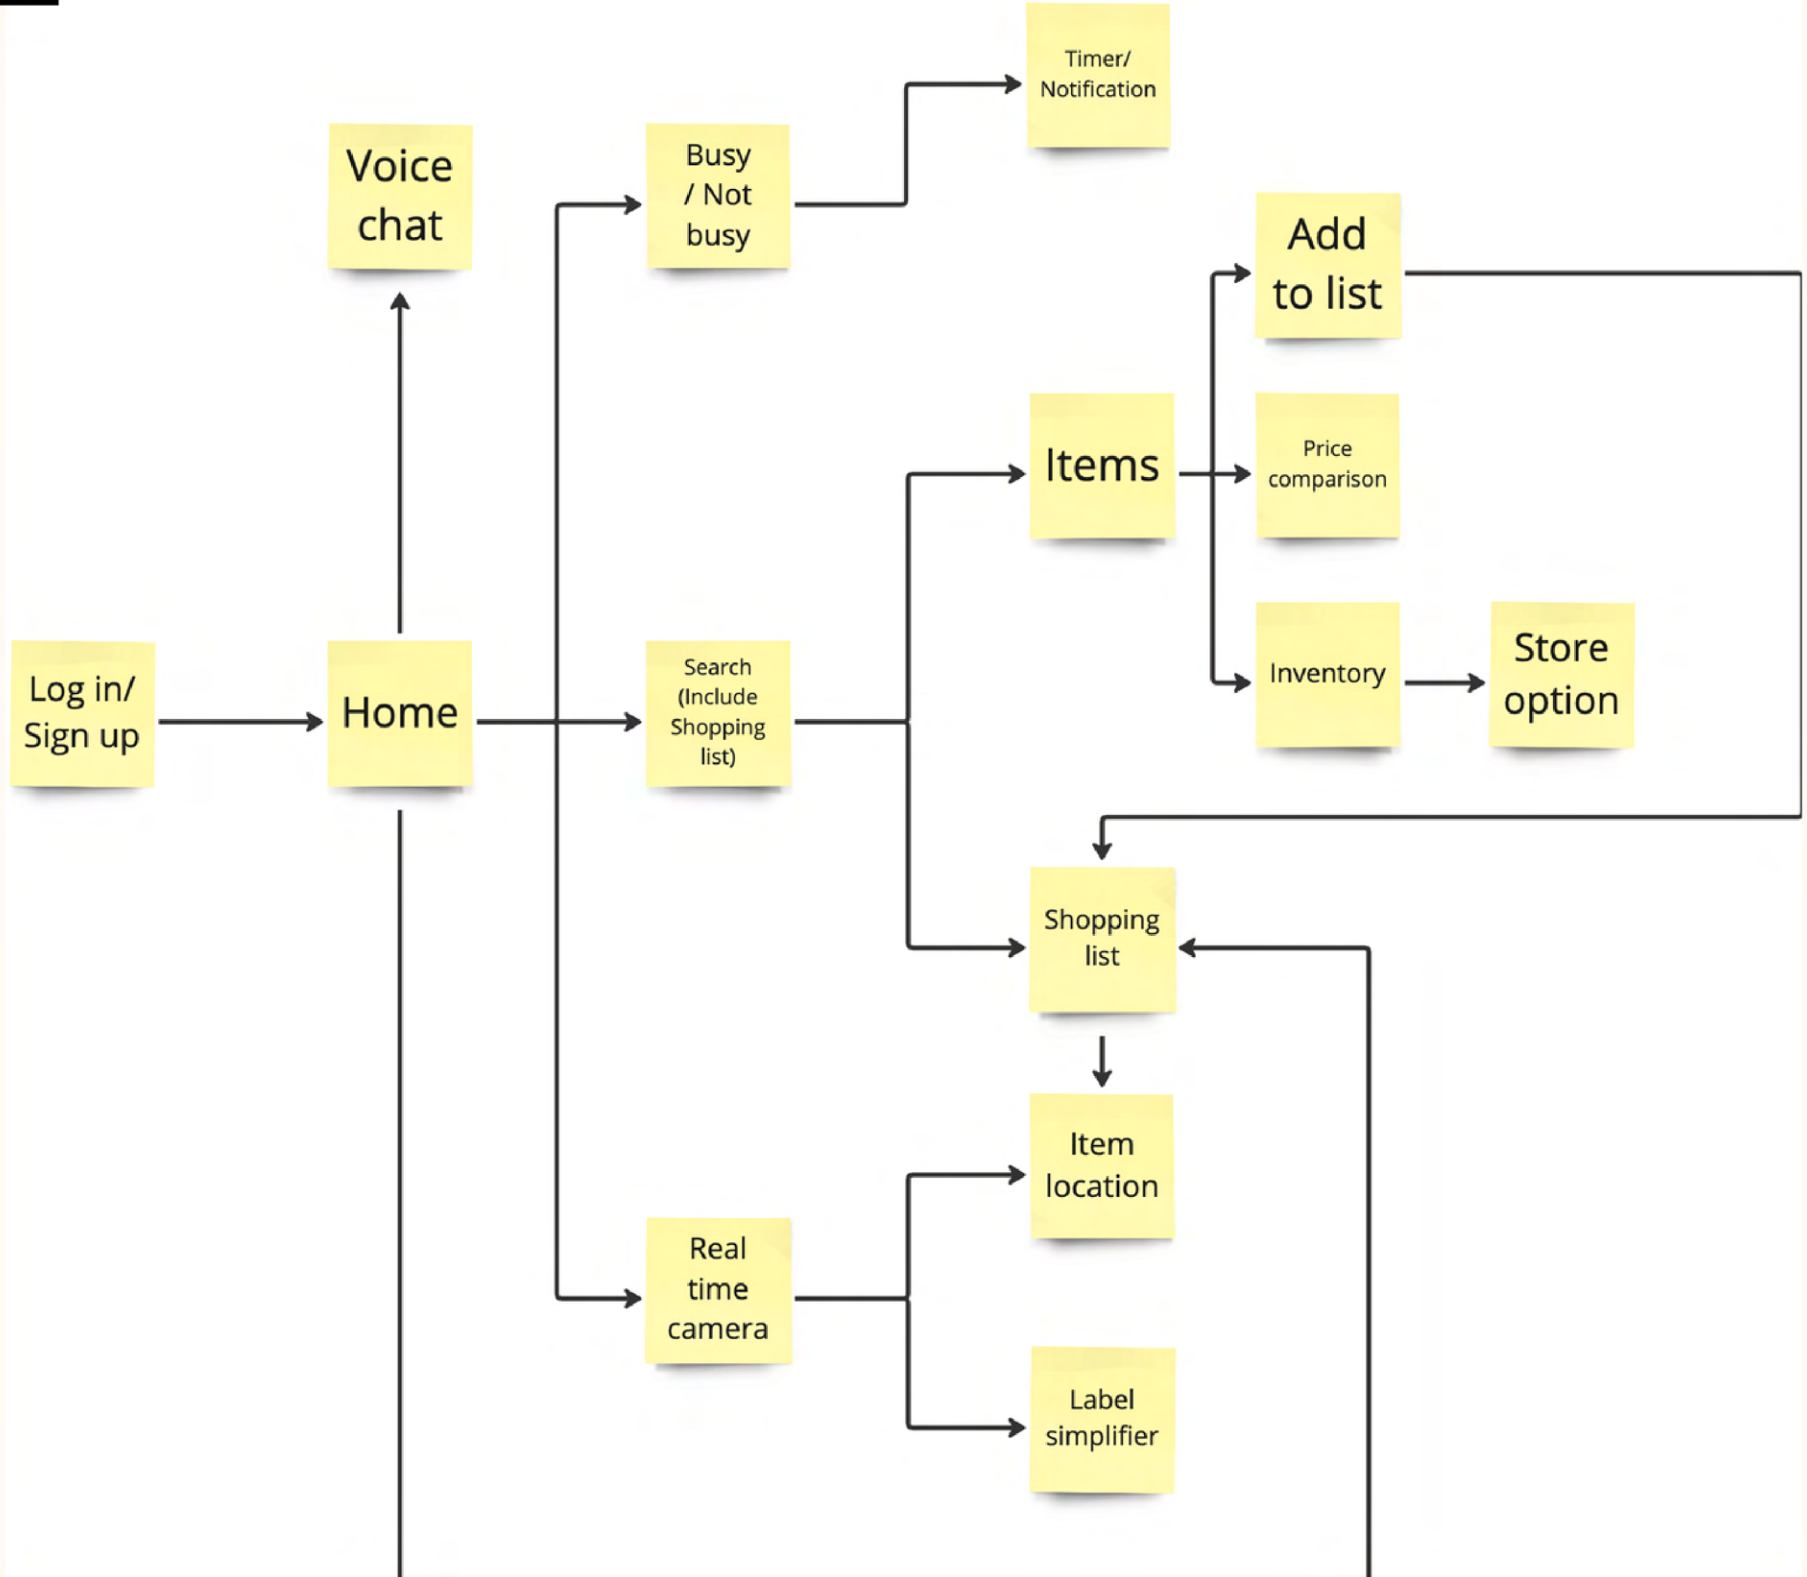 Timer/
Notification
Voice
chat
Busy
/ Not
busy
Add
to list
Items
Price
comparison
Log in/
Sign up
Home
Search
(Include
Shopping
list)
Inventory
Store
option
Shopping
list
Item
location
Real
time
camera
Label
simplifier